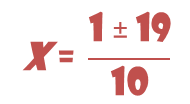 x = (1 ± 19) / 10